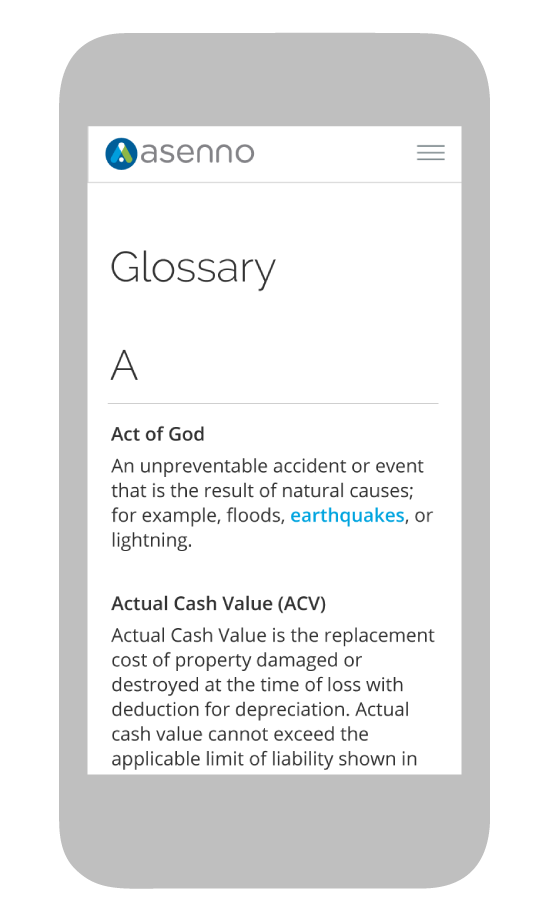 asenno
Glossary
A
Act of God
An unpreventable accident or event
that is the result of natural causes;
for example, floods, earthquakes, or
lightning.
Actual Cash Value (ACV)
Actual Cash Value is the replacement
cost of property damaged or
destroyed at the time of loss with
deduction for depreciation. Actual
cash value cannot exceed the
applicable limit of liability shown in